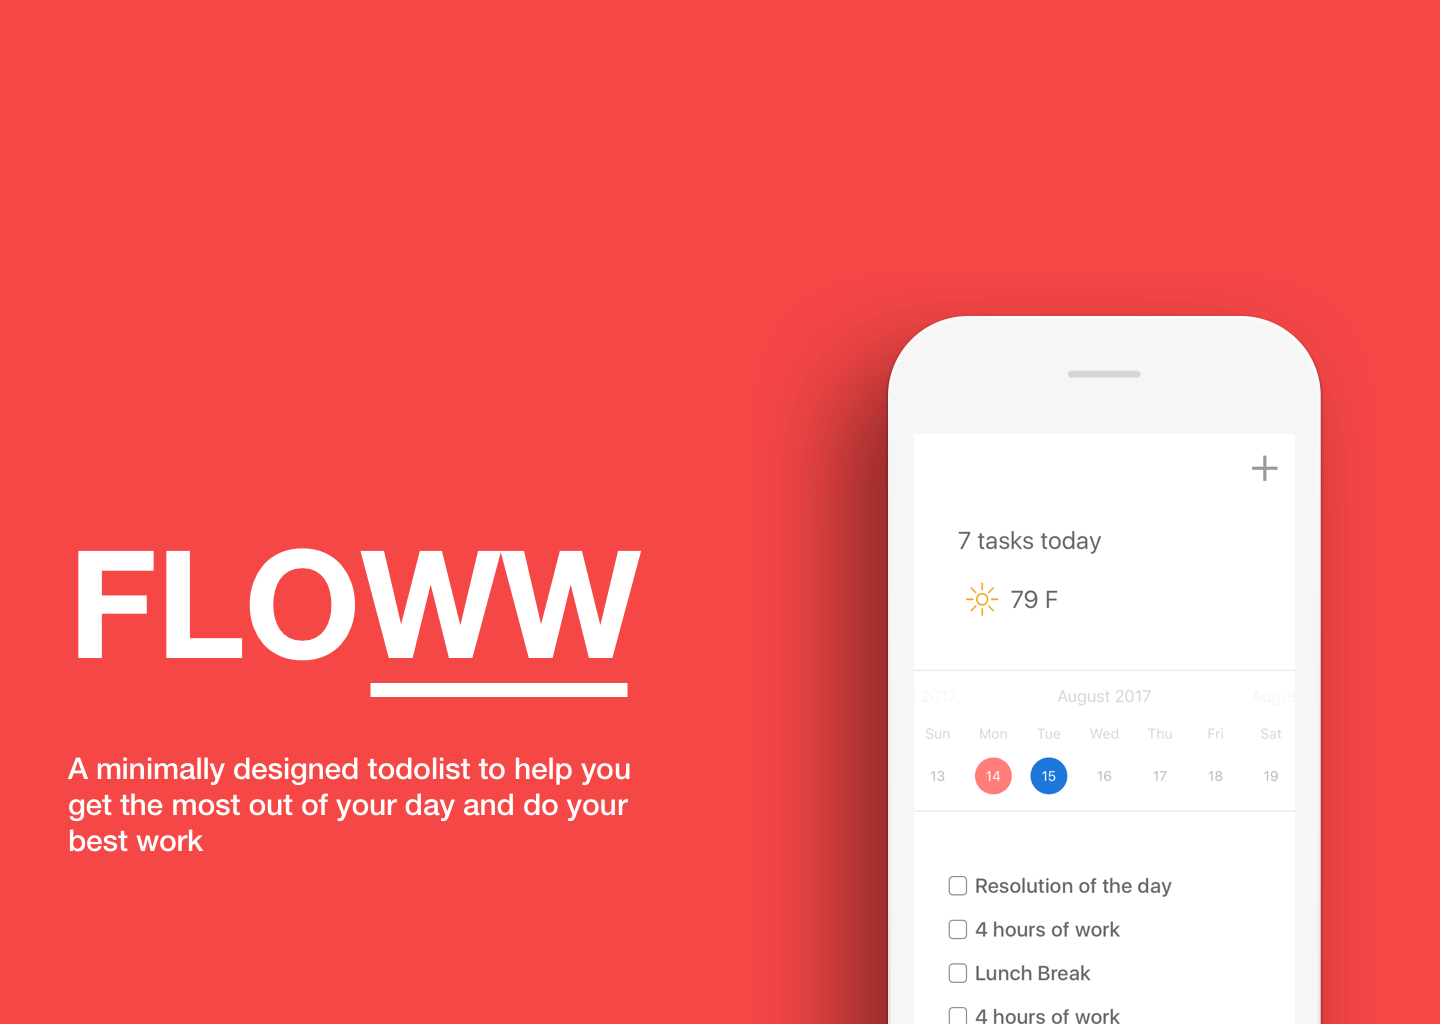 FLOWW
A minimally designed todolist to help you
get the most out of your day and do your
best work
7 tasks today
79 F
2017 August 2017 Augus
Sun Mon Tue Wed Thu Fri Sat
13 14 15 16 17 18 19
Resolution of the day
4 hours of work
Lunch Break
4 hours of work